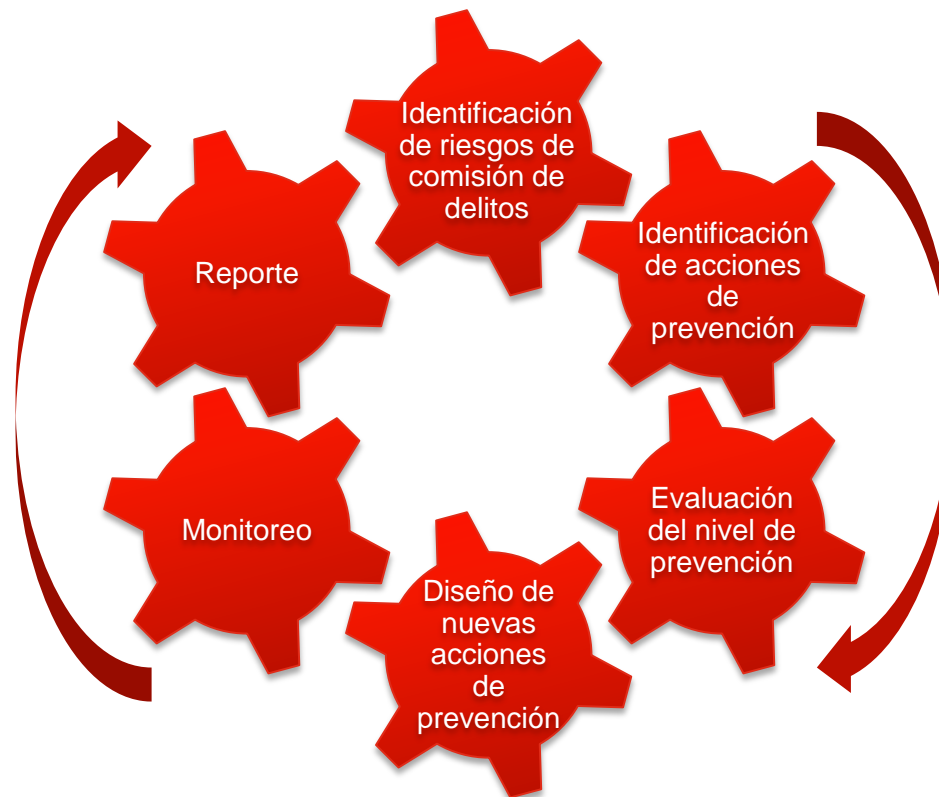 Identificación
de riesgos de
comisión de
delitos
Identificación
de acciones
de
prevención
Evaluación
del nivel de
prevención
Diseño de
nuevas
acciones
de
prevención
Monitoreo
Reporte